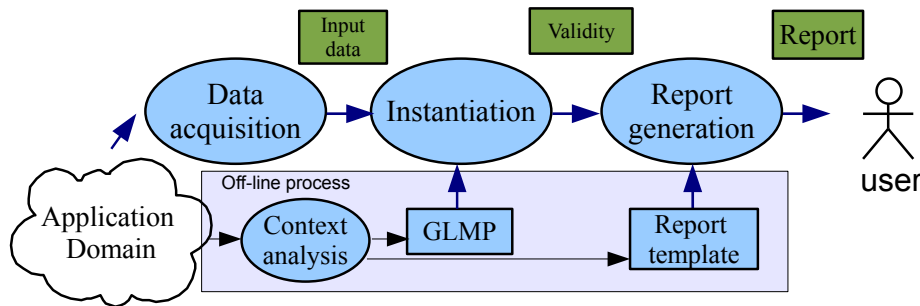 Input
data
Validity
Report
Data
acquisition
Instantiation
Report
generation
user
Off-line process
Application
Domain
Context
analysis
GLMP
Report
template